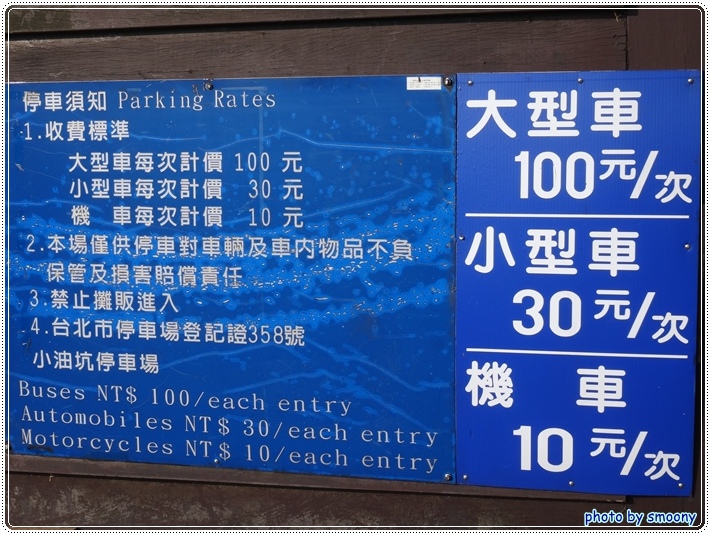 停車須知 Parking Rates
1.收費標準
大型車每次計價 100 元
小型車每次計價 30 元
機 車每次計價 10 元
2.本場僅供停車對車輛及車內物品不負
保管及損害賠償責任
3.禁止攤販進入
4.台北市停車場登記證358號
小油坑停車場
Buses NT$ 100/each entry
Automobiles NT$ 30/each entry
Motorcycles NT$ 10/each entry
大型車
100元/次
小型車
30元/次
機 車
10元/次
photo by smoony